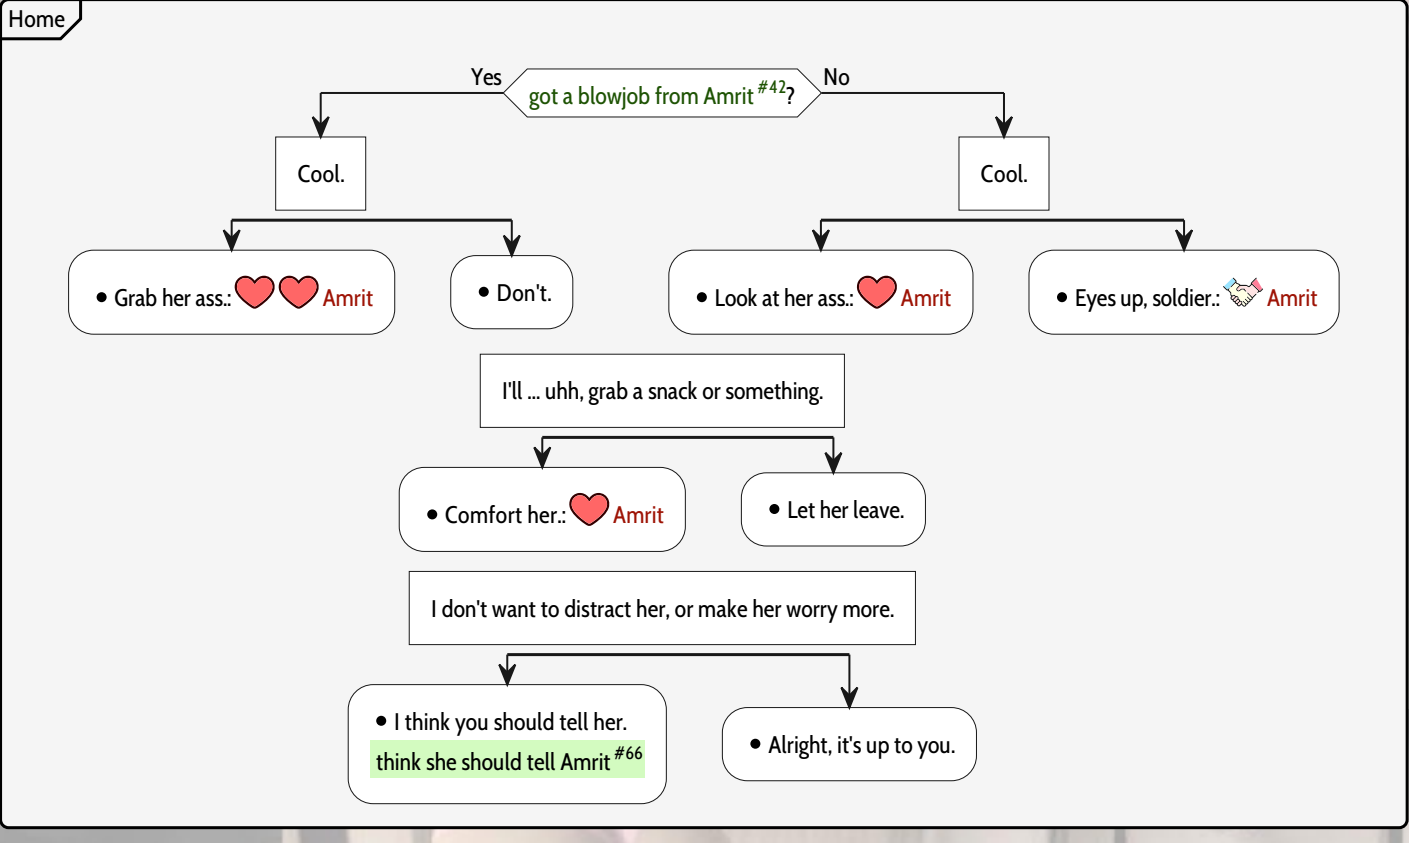 Home
Yes
got a blowjob from Amrit #42?
No
Cool.
Cool.
• Grab her ass.: Amrit
• Don't.
• Look at her ass.: Amrit
• Eyes up, soldier.: Amrit
I'll ... uhh, grab a snack or something.
• Comfort her.: Amrit
• Let her leave.
I don't want to distract her, or make her worry more.
• I think you should tell her.
think she should tell Amrit #66
• Alright, it's up to you.